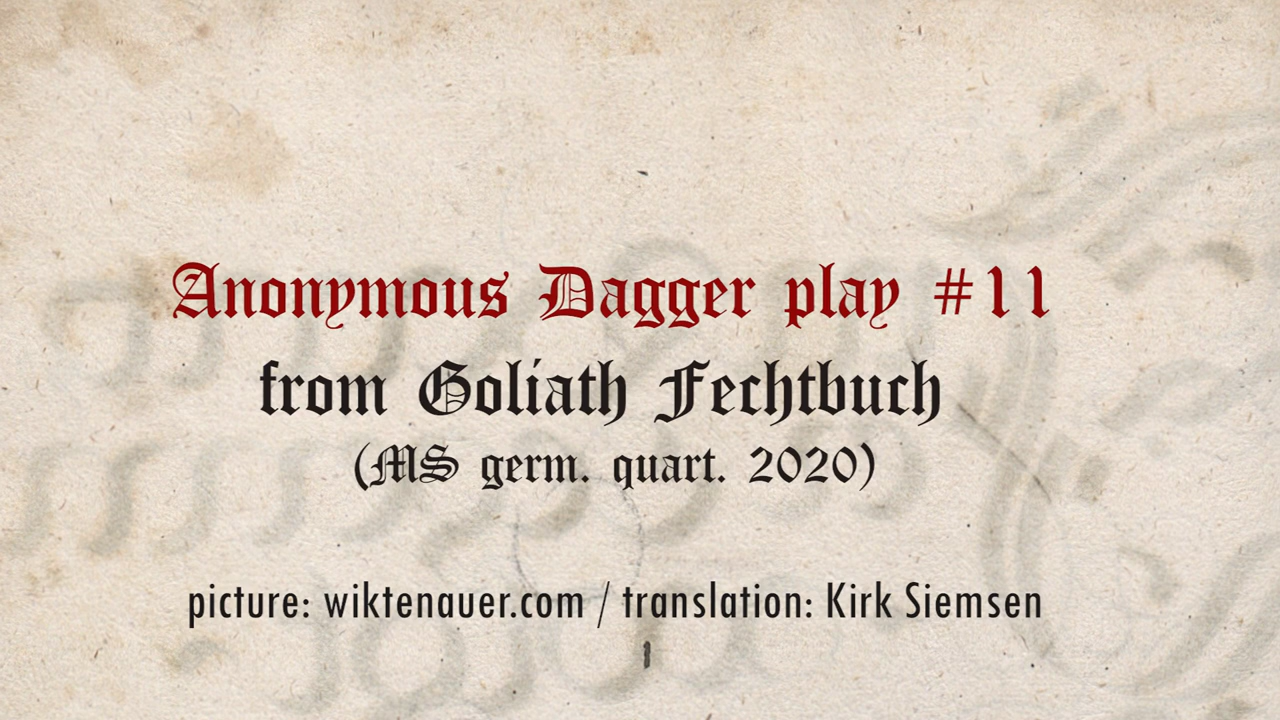 Anonymous Dagger play #11
from Goliath Fechtbuch
(MS germ. quart. 2020)
picture: wiktenauer.com / translation: Kirk Siemsen